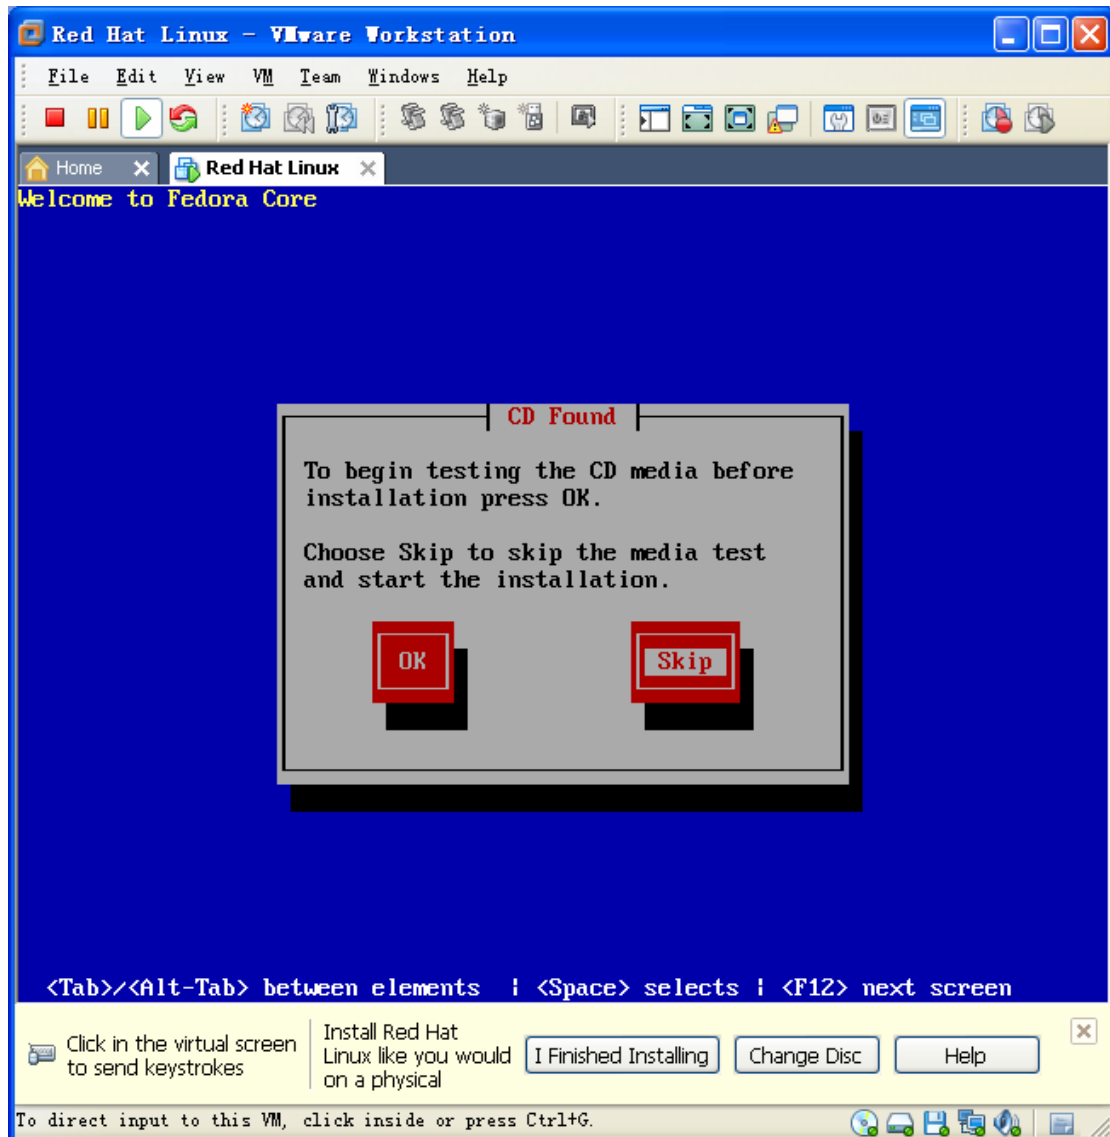 Red Hat Linux - VMware Workstation
File Edit View VM Team Windows Help
Home Red Hat Linux
Welcome to Fedora Core
CD Found
To begin testing the CD media before
installation press OK.
Choose Skip to skip the media test
and start the installation.
OK Skip
<Tab>/<Alt-Tab> between elements | <Space> selects | <F12> next screen
Click in the virtual screen
to send keystrokes
Install Red Hat
Linux like you would
on a physical
I Finished Installing Change Disc Help
To direct input to this VM, click inside or press Ctrl+G.